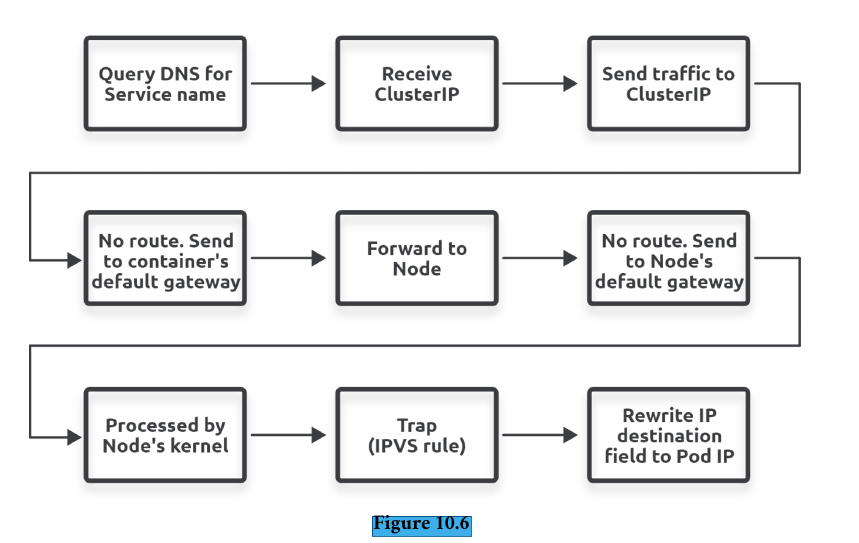 Query DNS for
Service name
Receive
ClusterIP
Send traffic to
ClusterIP
No route. Send
to container's
default gateway
Forward to
Node
No route. Send
to Node's
default gateway
Processed by
Node's kernel
Trap
(IPVS rule)
Rewrite IP
destination
field to Pod IP
Figure 10.6